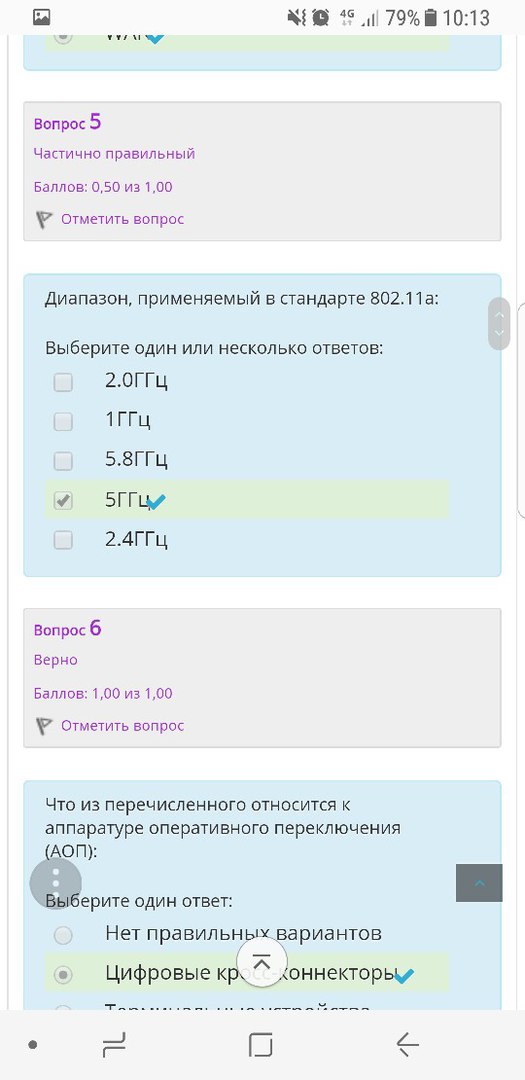 4G 79% 10:13
WAN
Вопрос 5
Частично правильный
Баллов: 0,50 из 1,00
Отметить вопрос
Диапазон, применяемый в стандарте 802.11a:
Выберите один или несколько ответов:
2.0ГГц
1ГГц
5.8ГГц
5ГГц
2.4ГГц
Вопрос 6
Верно
Баллов: 1,00 из 1,00
Отметить вопрос
Что из перечисленного относится к
аппаратуре оперативного переключения
(АОП):
Выберите один ответ:
Нет правильных вариантов
Цифровые кросс-коннекторы
Терминальные устройства